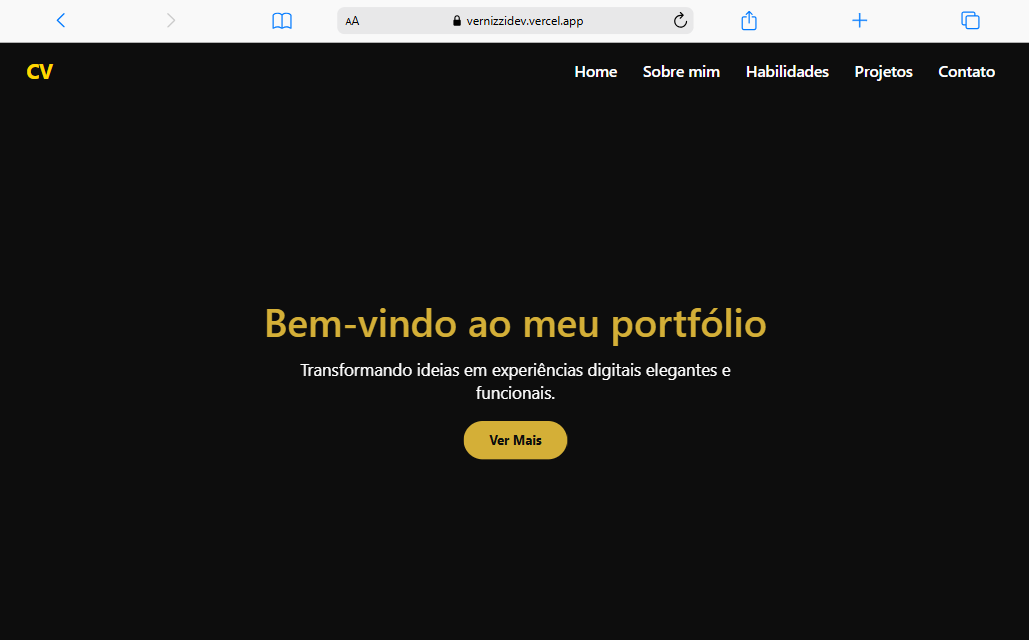 AA
vernizzidev.vercel.app
CV
Home
Sobre mim
Habilidades
Projetos
Contato
Bem-vindo ao meu portfólio
Transformando ideias em experiências digitais elegantes e
funcionais.
Ver Mais